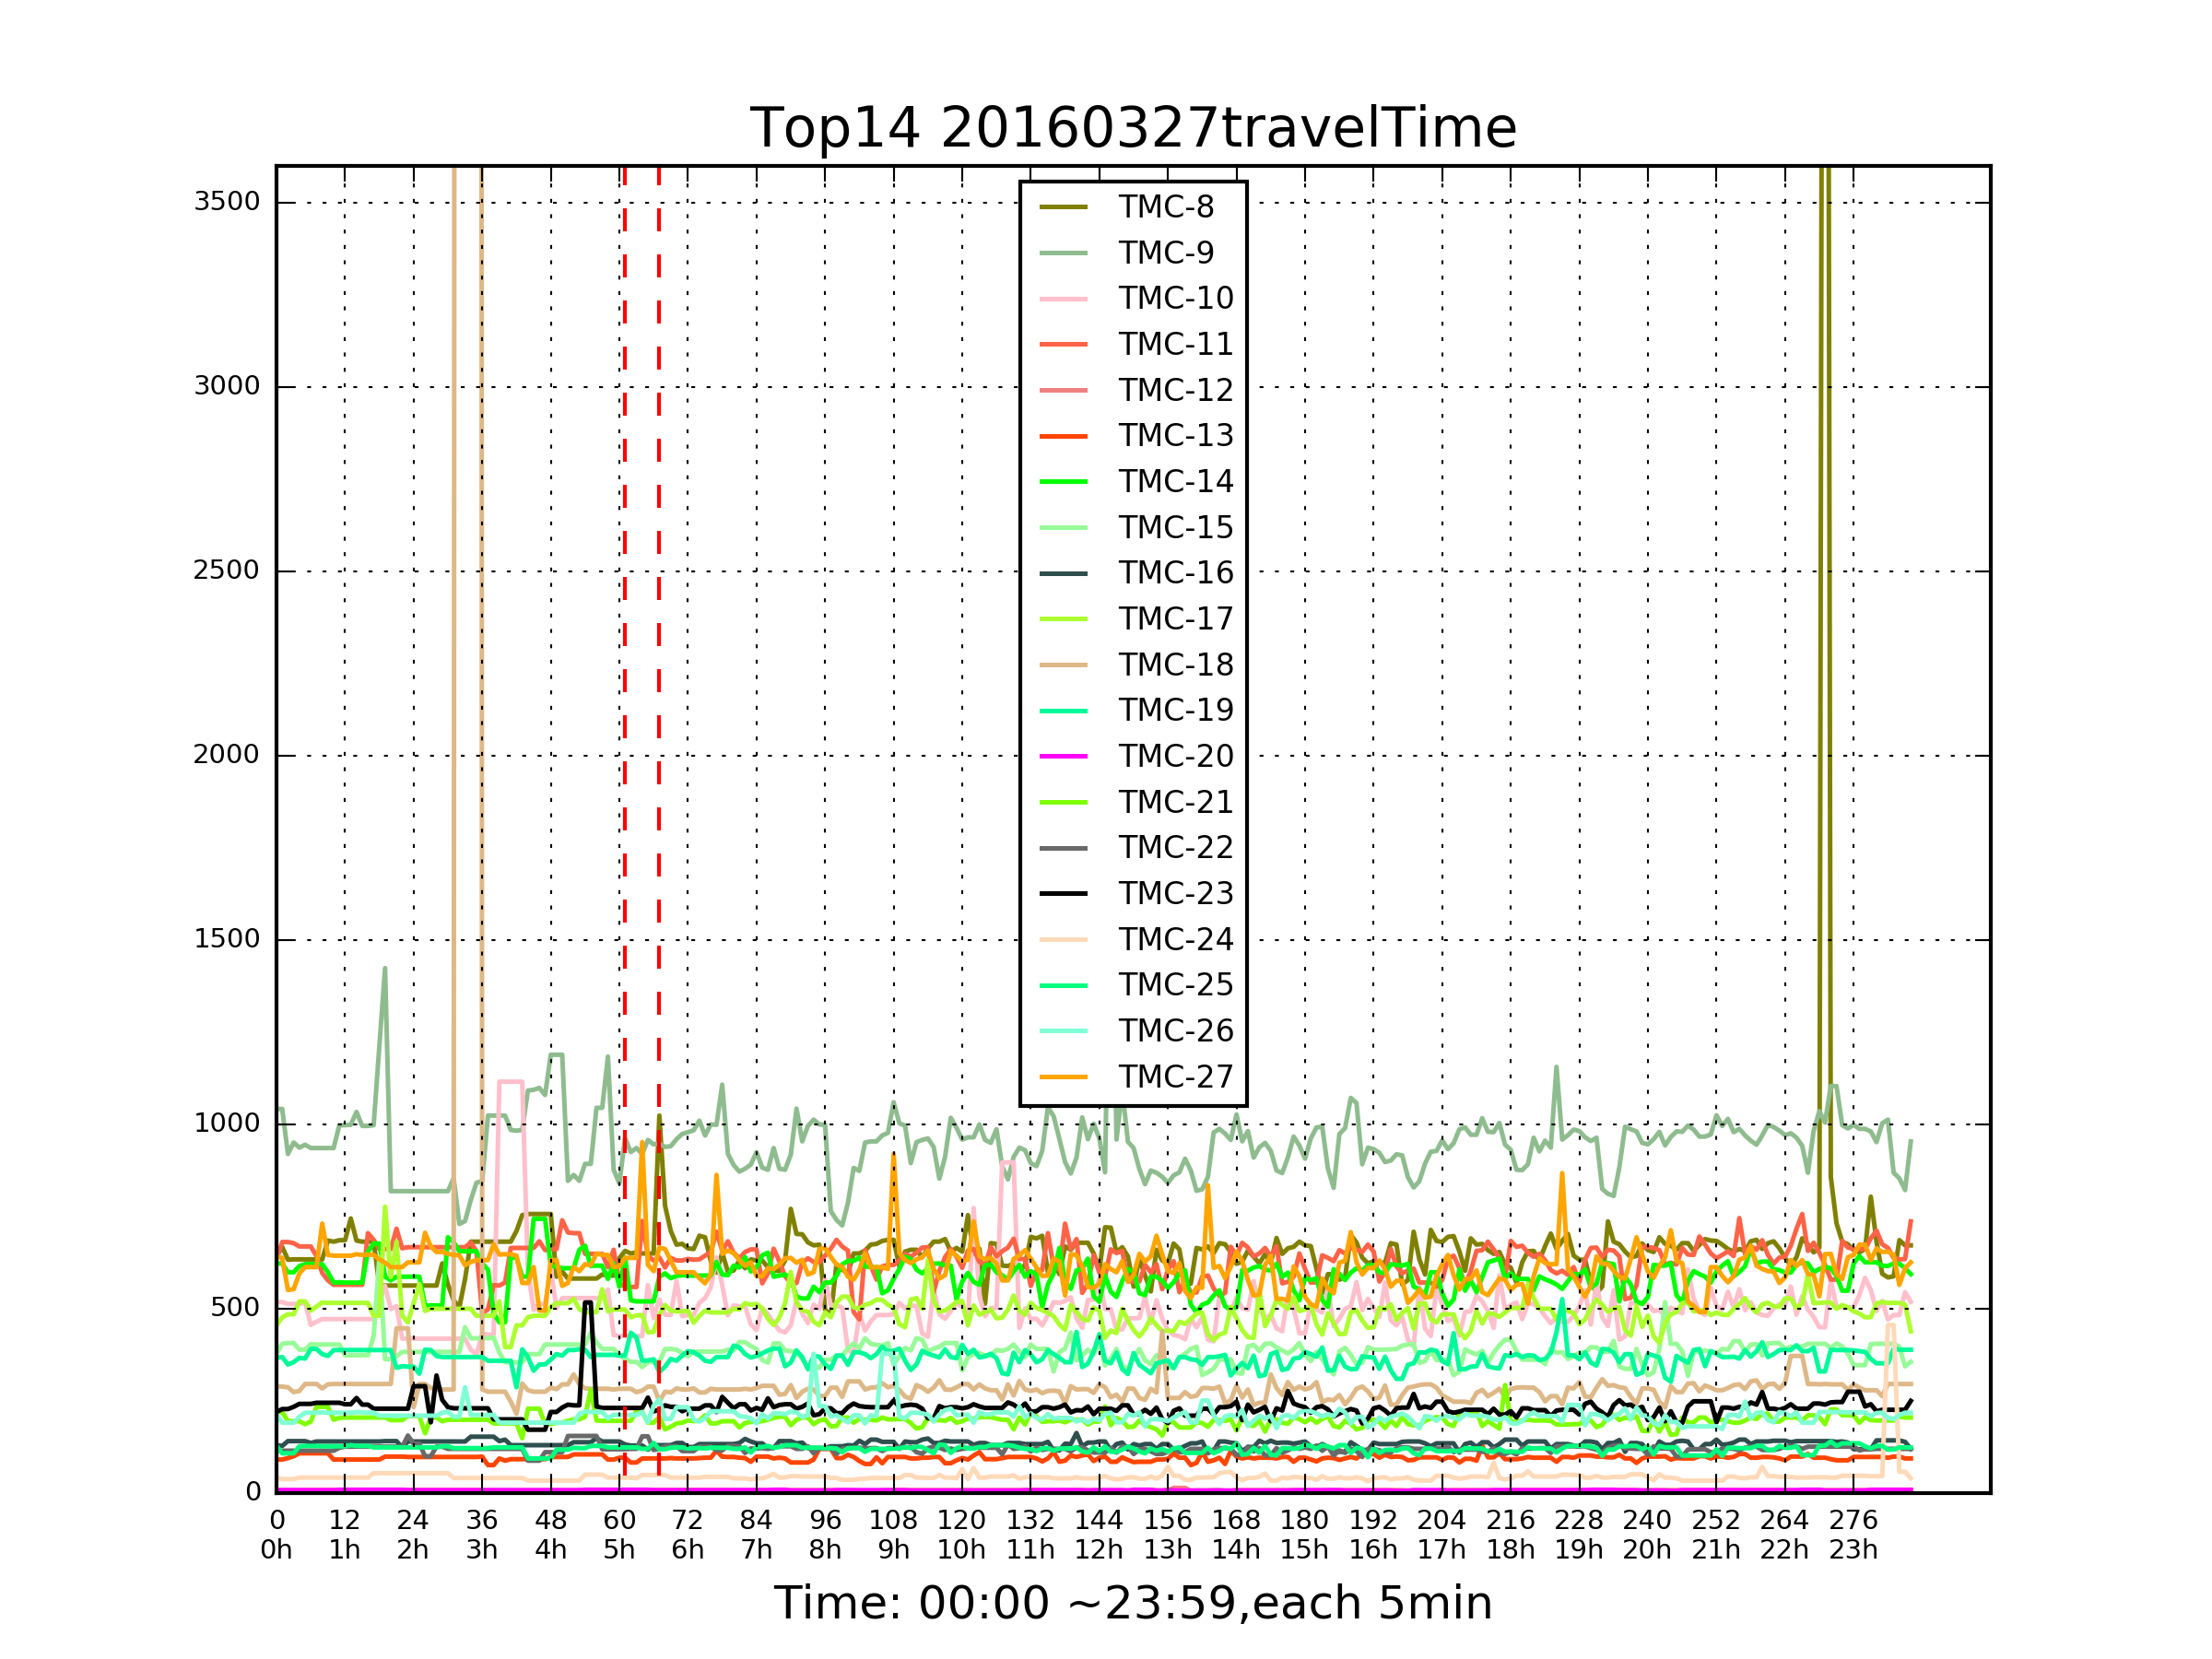 Top14 20160327travelTime
3500
3000
2500
2000
1500
1000
500
0
TMC-8
TMC-9
TMC-10
TMC-11
TMC-12
TMC-13
TMC-14
TMC-15
TMC-16
TMC-17
TMC-18
TMC-19
TMC-20
TMC-21
TMC-22
TMC-23
TMC-24
TMC-25
TMC-26
TMC-27
0 12 24 36 48 60 72 84 96 108 120 132 144 156 168 180 192 204 216 228 240 252 264 276
0h 1h 2h 3h 4h 5h 6h 7h 8h 9h 10h 11h 12h 13h 14h 15h 16h 17h 18h 19h 20h 21h 22h 23h
Time: 00:00 ~23:59,each 5min